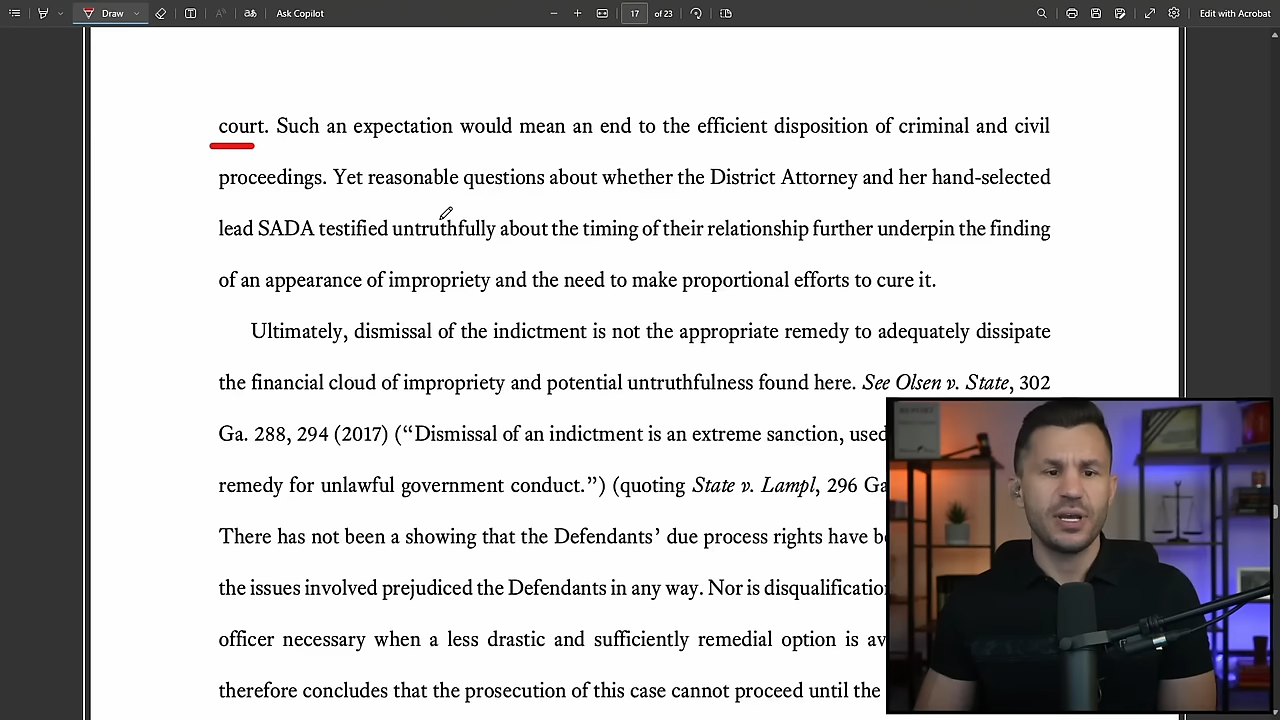 Draw
Ask Copilot
17 of 23
Edit with Acrobat
court. Such an expectation would mean an end to the efficient disposition of criminal and civil
proceedings. Yet reasonable questions about whether the District Attorney and her hand-selected
lead SADA testified untruthfully about the timing of their relationship further underpin the finding
of an appearance of impropriety and the need to make proportional efforts to cure it.
Ultimately, dismissal of the indictment is not the appropriate remedy to adequately dissipate
the financial cloud of impropriety and potential untruthfulness found here. See Olsen v. State, 302
Ga. 288, 294 (2017) (“Dismissal of an indictment is an extreme sanction, used
remedy for unlawful government conduct.”) (quoting State v. Lampl, 296 Ga
There has not been a showing that the Defendants’ due process rights have
the issues involved prejudiced the Defendants in any way. Nor is disqualification
officer necessary when a less drastic and sufficiently remedial option is
therefore concludes that the prosecution of this case cannot proceed until the